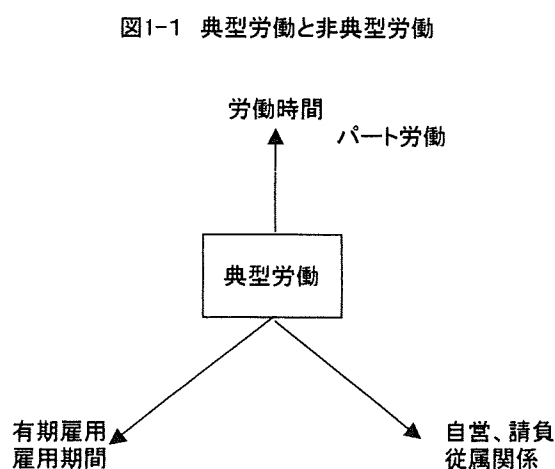 図1-1 典型労働と非典型労働
労働時間
パート労働
典型労働
有期雇用
雇用期間
自営、請負
従属関係